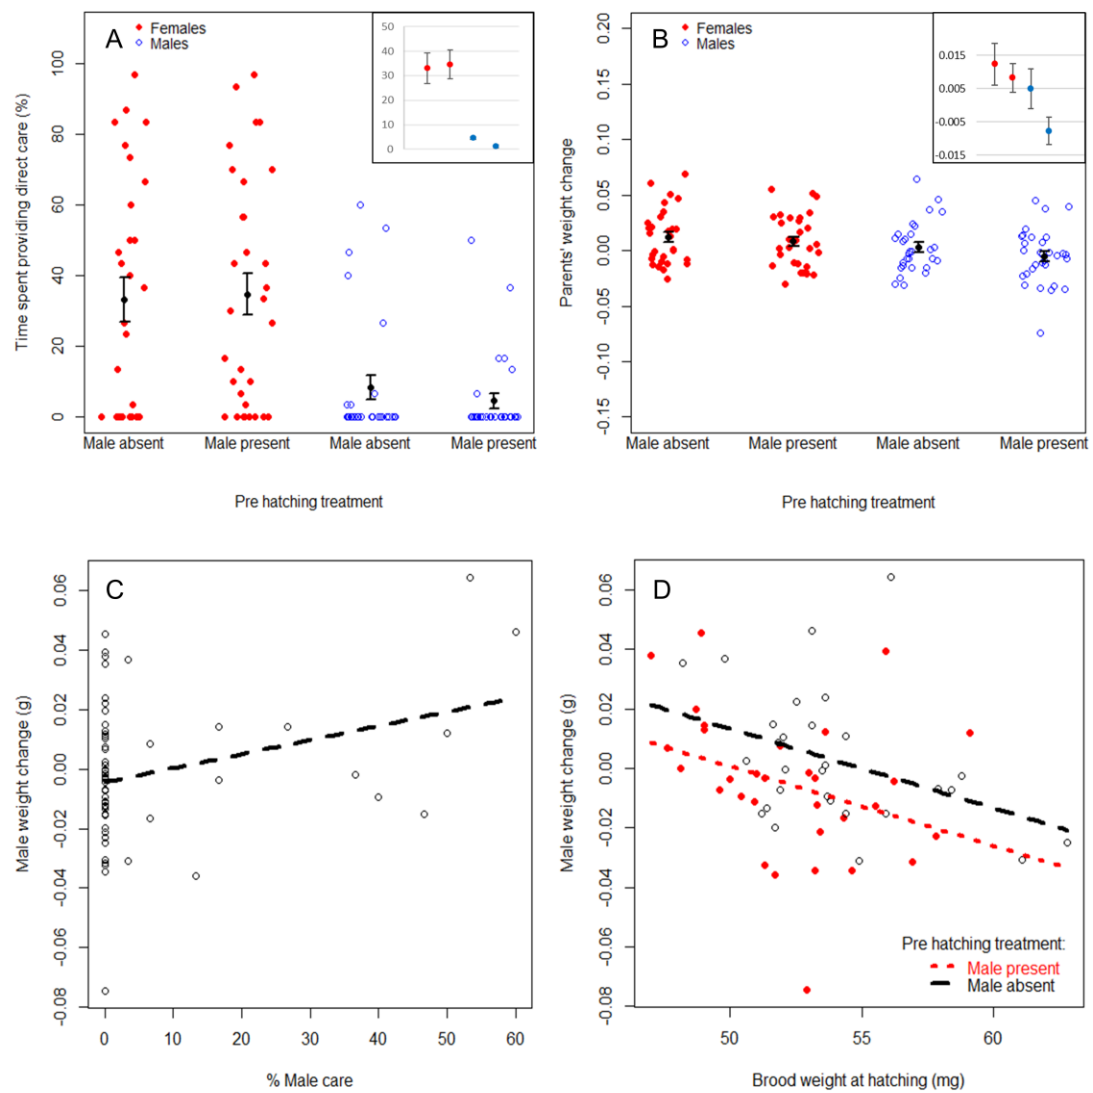 A
Females
Males
50
40
30
20
10
0
Time spent providing direct care (%)
100
80
60
40
20
0
Male absent
Male present
Male absent
Male present
Pre hatching treatment
B
Females
Males
0.015
0.005
-0.005
-0.015
Parents' weight change
0.20
0.15
0.10
0.05
0.00
-0.05
-0.10
-0.15
Male absent
Male present
Male absent
Male present
Pre hatching treatment
C
Male weight change (g)
0.06
0.04
0.02
0.00
-0.02
-0.04
-0.06
-0.08
0
10
20
30
40
50
60
% Male care
D
Male weight change (g)
0.06
0.04
0.02
0.00
-0.02
-0.04
-0.06
-0.08
Pre hatching treatment:
Male present
Male absent
50
55
60
Brood weight at hatching (mg)